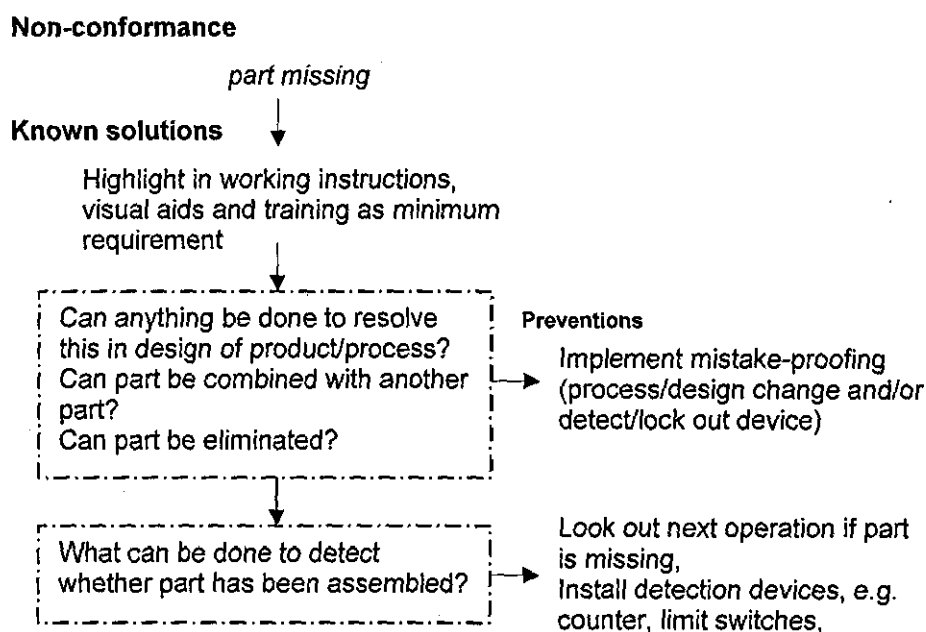 Non-conformance
part missing
Known solutions
Highlight in working instructions,
visual aids and training as minimum
requirement
Can anything be done to resolve
this in design of product/process?
Can part be combined with another
part?
Can part be eliminated?
Preventions
Implement mistake-proofing
(process/design change and/or
detect/lock out device)
What can be done to detect
whether part has been assembled?
Look out next operation if part
is missing,
Install detection devices, e.g.
counter, limit switches,